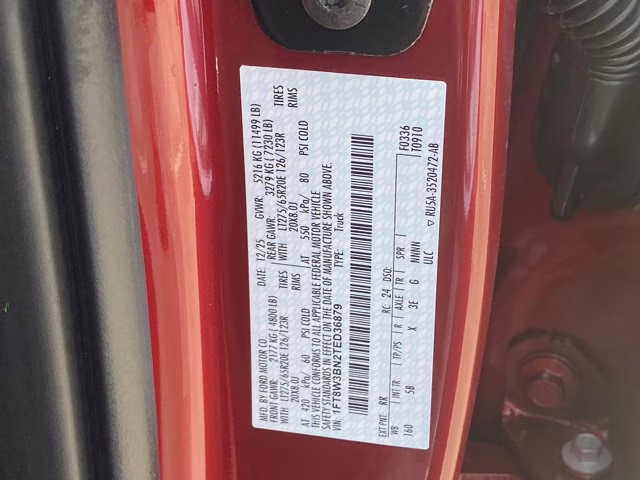 MFD. BY FORD MOTOR CO.
DATE: 12/25 GVWR: 5216 KG (11499 LB)
FRONT GAWR: 2177 KG (4800 LB) REAR GAWR: 3279 KG (7230 LB)
WITH LT275/65R20E 126/123R TIRES WITH LT275/65R20E 126/123R TIRES
20X8.0J RIMS 20X8.0J RIMS
AT 420 kPa/ 60 PSI COLD AT 550 kPa/ 80 PSI COLD
THIS VEHICLE CONFORMS TO ALL APPLICABLE FEDERAL MOTOR VEHICLE
SAFETY STANDARDS IN EFFECT ON THE DATE OF MANUFACTURE SHOWN ABOVE.
VIN: 1FT8W3BN2TED36879 TYPE: Truck
F0336
T0910
EXT PNT: RR RC: 24 DSO:
WB INT TR TP/PS R AXLE TR SPR
160 5B X 3E G NNNN
ULC ▽ RU5A-3520472-AB